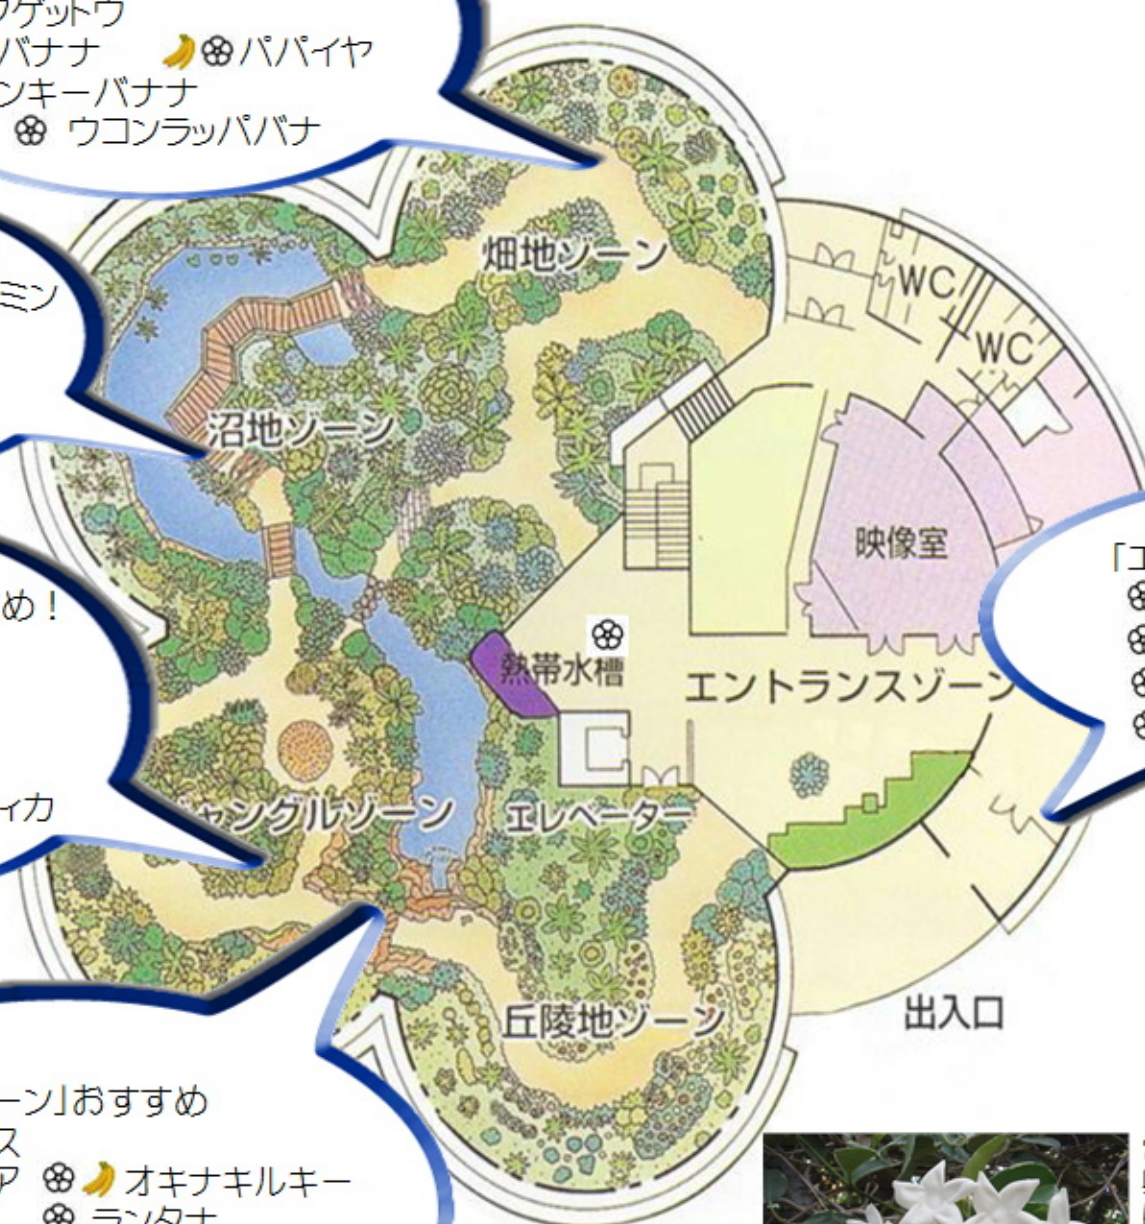 バナナ 🍌 パパイヤ
ンキーバナナ
ウコンラッパバナ
畑地ゾーン
WC
WC
ミン
沼地ゾーン
映像室
め！
熱帯水槽
エントランスゾーン
ィカ
ャングルゾーン
エレベーター
丘陵地ゾーン
出入口
ーン」おすすめ
ス
ア 🍌 オキナキルキー
ランタナ